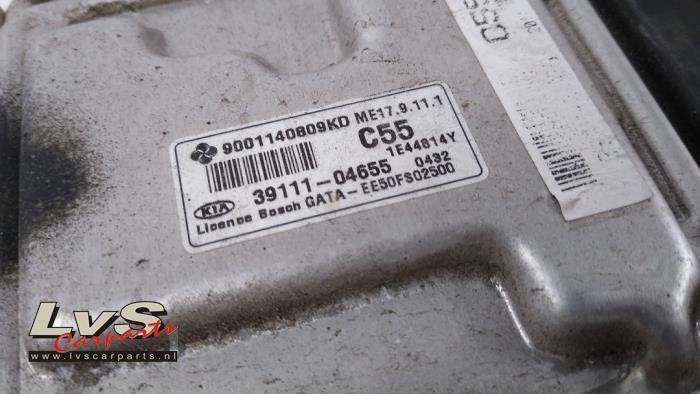 9001140809KD ME17.9.11.1
C55
1E44814Y
39111-04655 0432
KIA
Licence Bosch GATA-EE50FS02500
LvS
Carparts
www.lvscarparts.nl